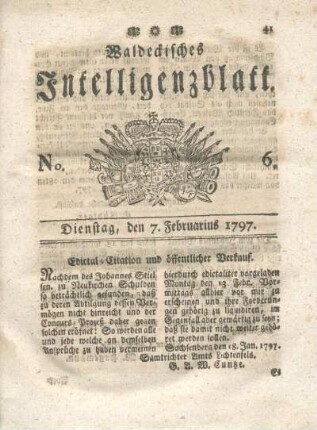 41
Waldeckisches
Intelligenzblatt.
No. 6.
Dienstag, den 7. Februarius 1797.
Edictal-Citation und öffentlicher Verkauf.
Nachdem des Johannes Stiel-
sen, zu Neukirchen Schulden
so beträchtlich gefunden, daß
zu deren Abtilgung dessen Ver-
mögen nicht hinreicht und der
Concurs-Prozeß daher gegen
solchen erösnet: So werden alle
und jede welche an demselben
Ansprüche zu haben vermeinen
hierdurch edictaliter vorgeladen
Montag den 13 Febr. Vor-
mittags allhier vor mir zu
erscheinen und ihre Forderun-
gen gehörig zu liquidiren, im
Gegenfall aber gewärtig zu seyn;
daß sie damit nicht weiter gehö-
ret werden sollen.
Sachsenberg den 18. Jan. 1797.
Samtrichter Amts Lichtenfels,
G. A. W. Cuntze.
Es